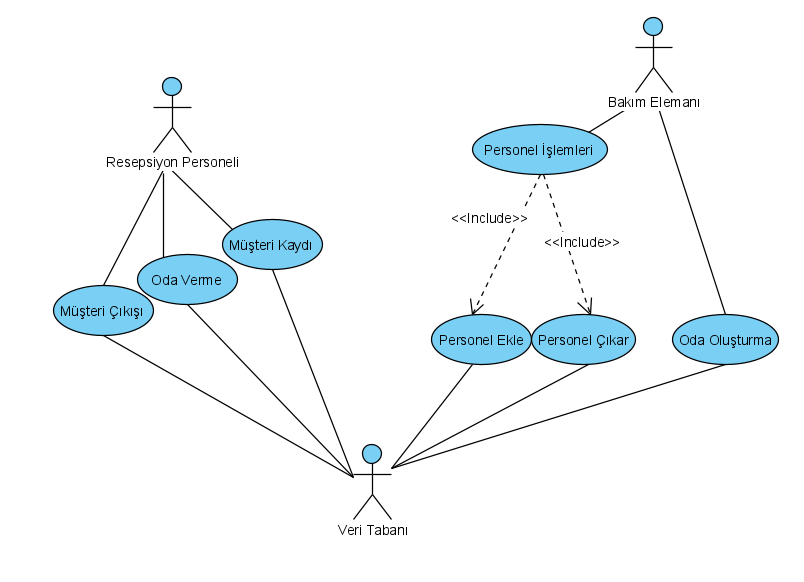 Bakım Elemanı
Resepsiyon Personeli
Personel İşlemleri
<<Include>>
<<Include>>
Müşteri Kaydı
Oda Verme
Müşteri Çıkışı
Personel Ekle
Personel Çıkar
Oda Oluşturma
Veri Tabanı